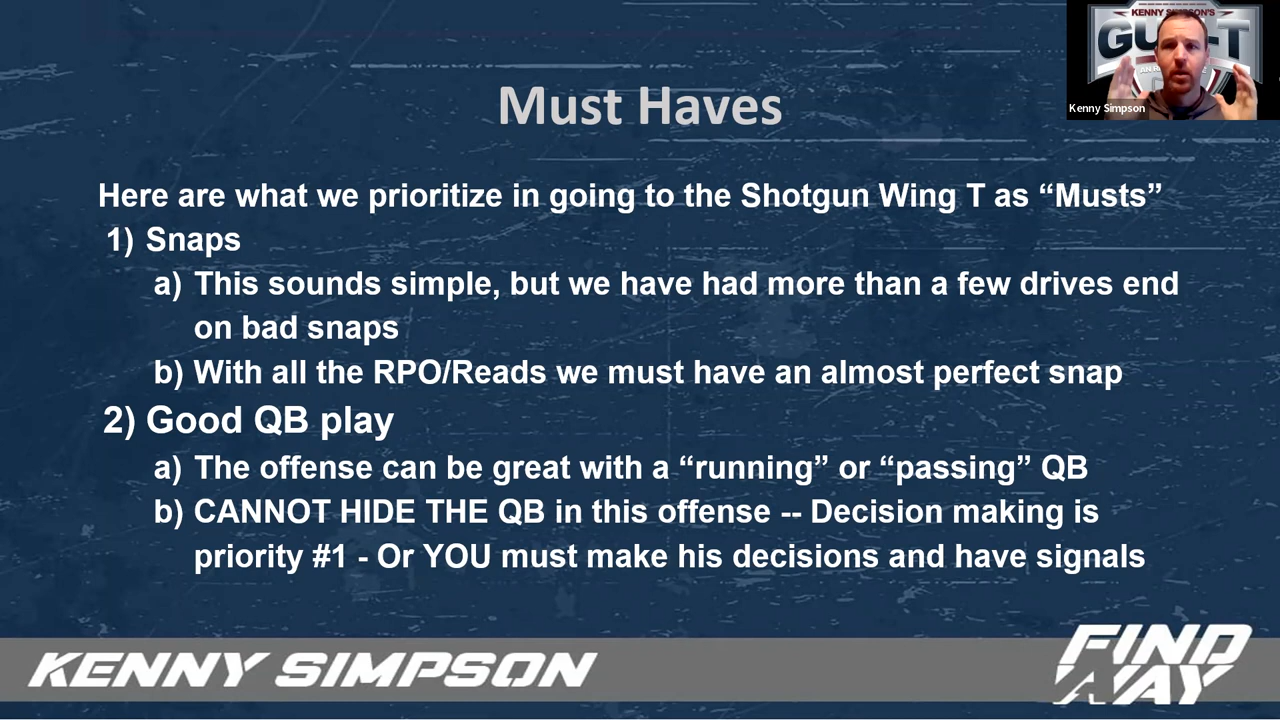 KENNY SIMPSON'S
Kenny Simpson
Must Haves
Here are what we prioritize in going to the Shotgun Wing T as “Musts”
1) Snaps
a) This sounds simple, but we have had more than a few drives end
on bad snaps
b) With all the RPO/Reads we must have an almost perfect snap
2) Good QB play
a) The offense can be great with a “running” or “passing” QB
b) CANNOT HIDE THE QB in this offense -- Decision making is
priority #1 - Or YOU must make his decisions and have signals
KENNY SIMPSON
FIND
AWAY